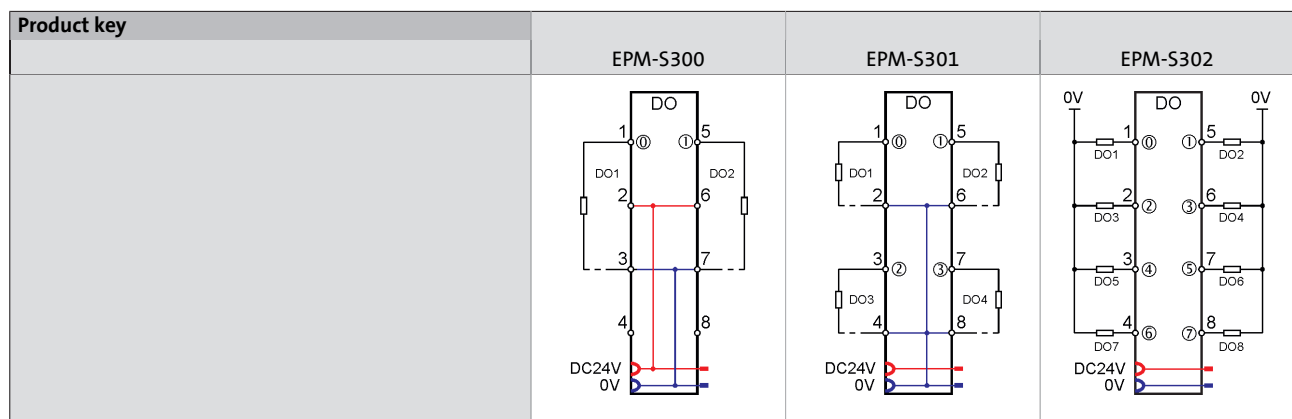 Product key
EPM-S300 EPM-S301 EPM-S302
DO DO 0V DO 0V
1 ⓪ ① 5 1 ⓪ ① 5 1 ⓪ ① 5
DO1 DO2 DO1 DO2 DO1 DO2
2 6 2 6 2 ② ③ 6
DO3 DO4
3 7 3 ② ③ 7 3 ④ ⑤ 7
DO3 DO4 DO5 DO6
4 8 4 8 4 ⑥ ⑦ 8
DO7 DO8
DC24V DC24V DC24V
0V 0V 0V